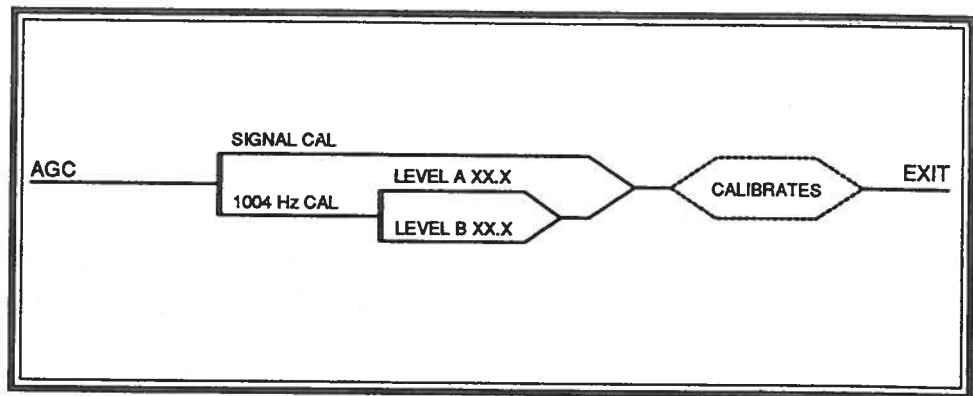 SIGNAL CAL
AGC
LEVEL A XX.X
1004 Hz CAL
LEVEL B XX.X
CALIBRATES
EXIT